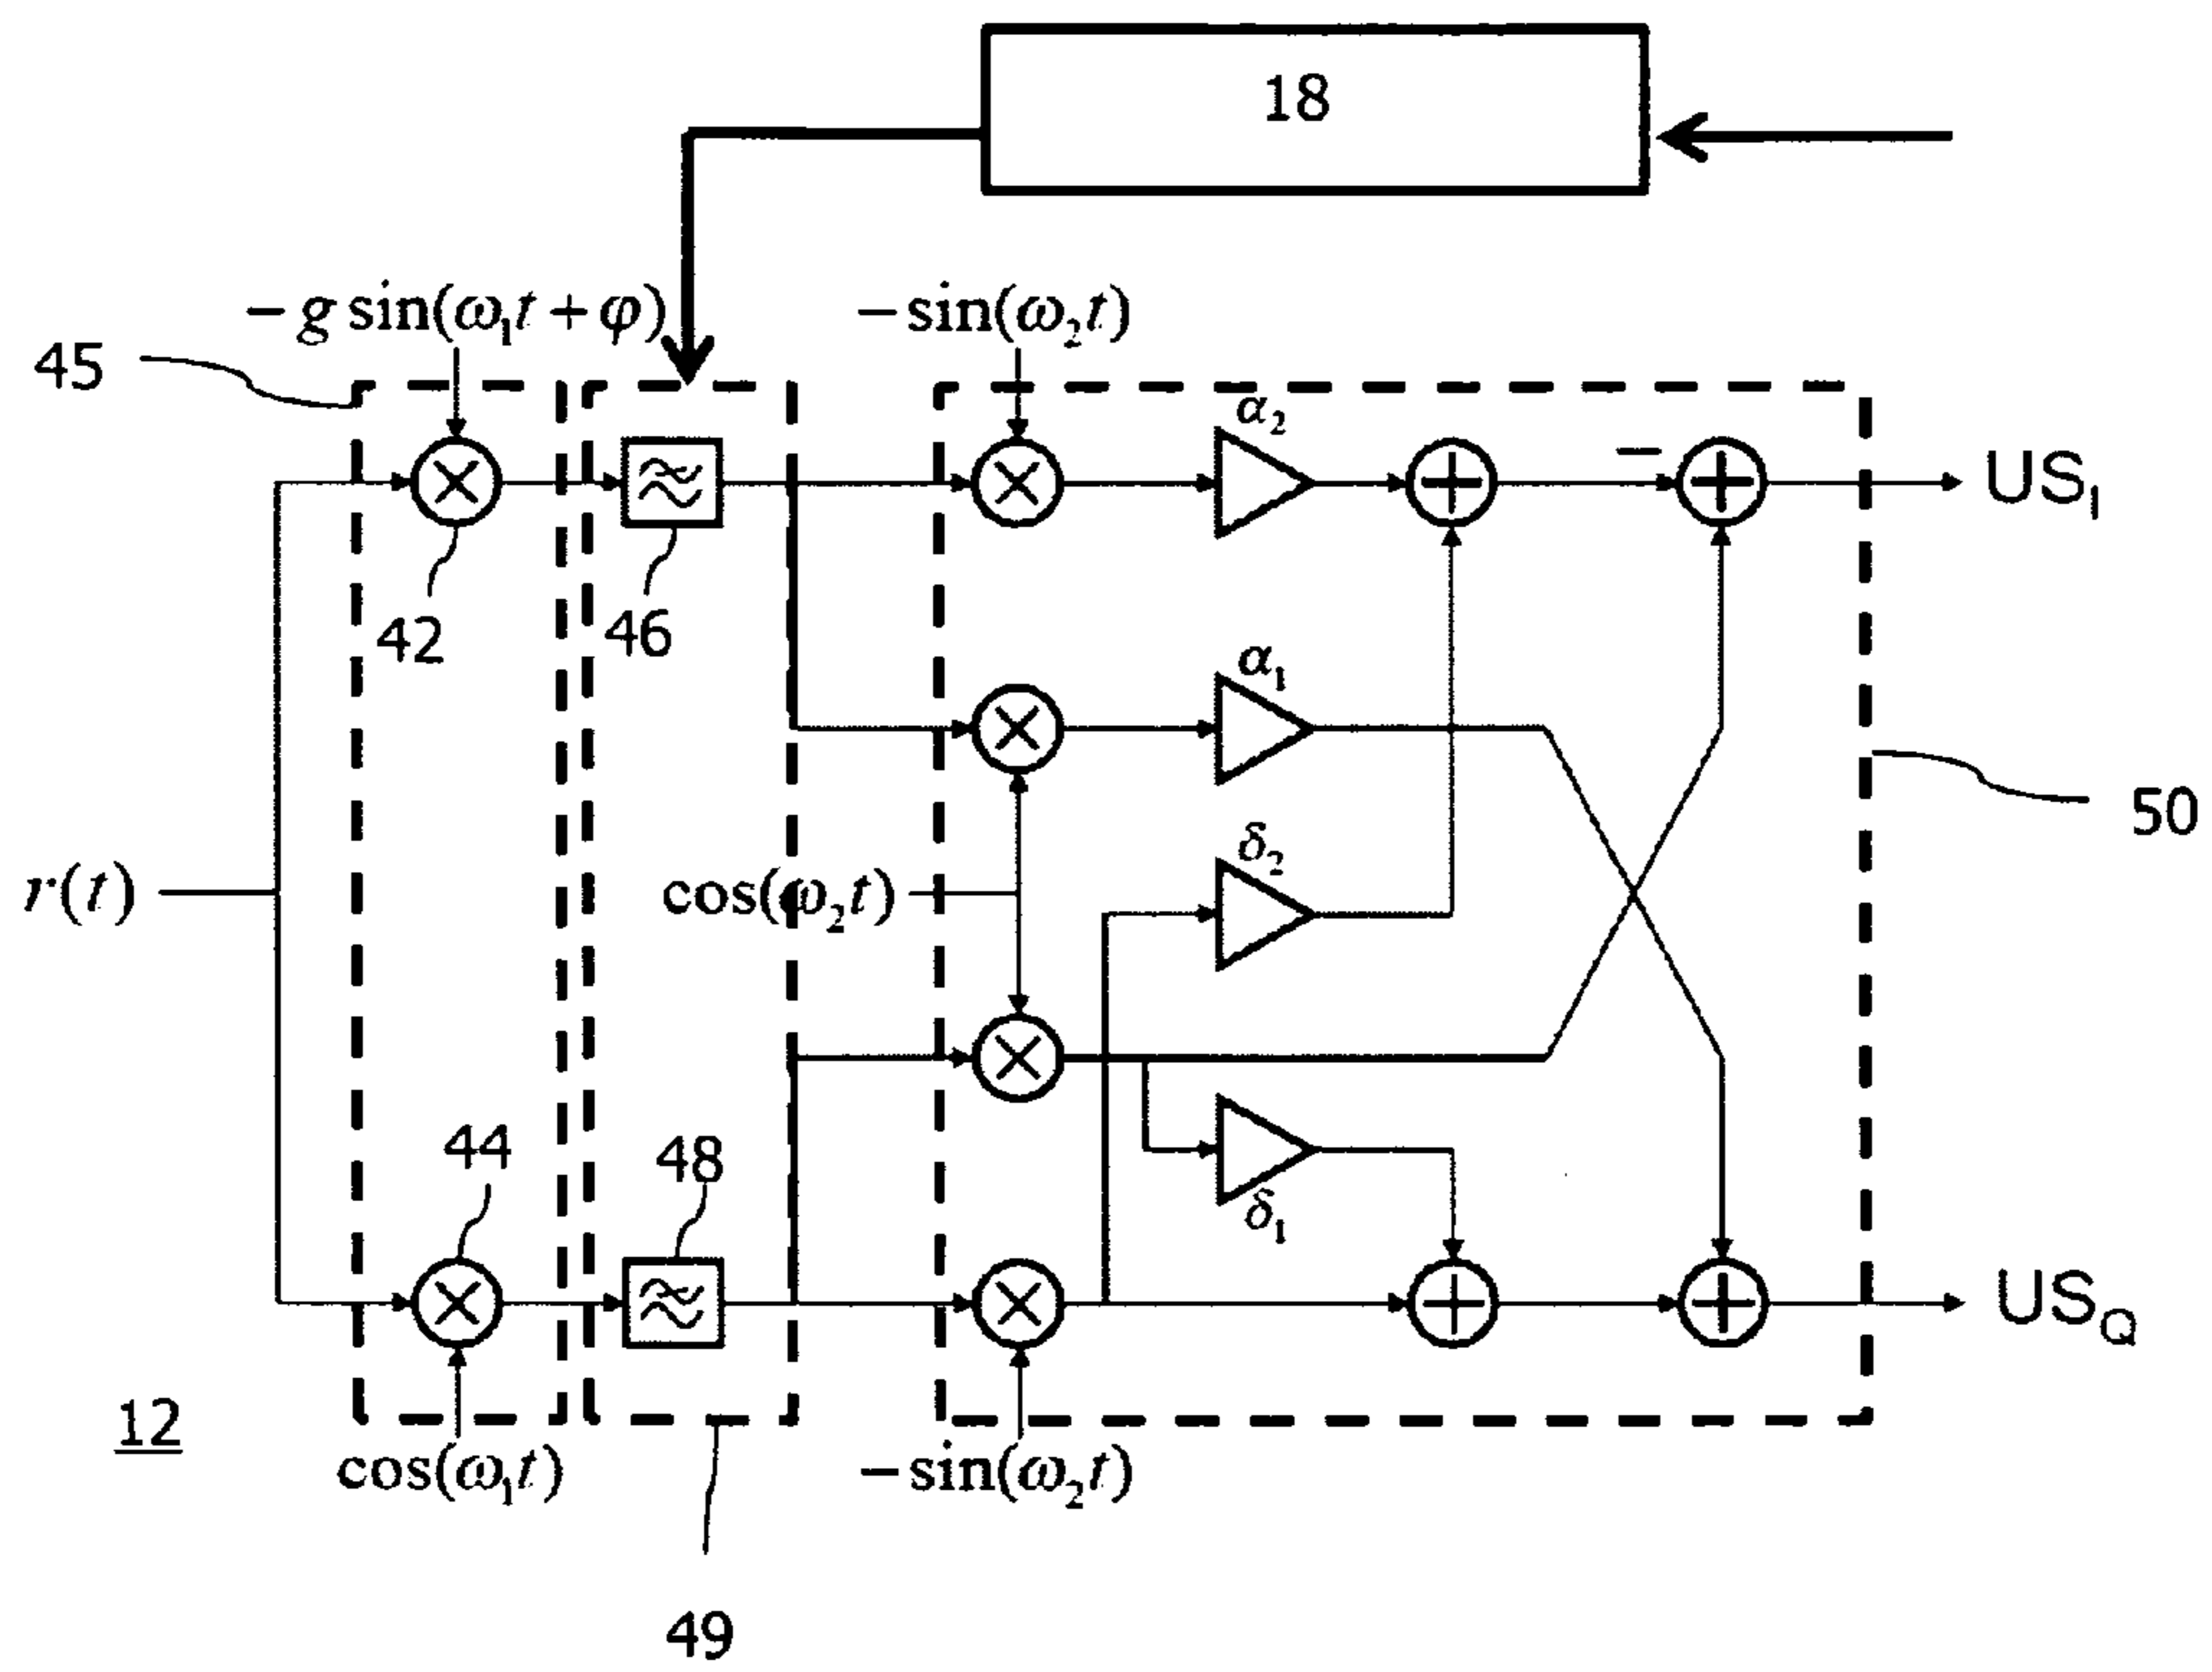 18
−g sin(ω₁t+φ)
−sin(ω₂t)
45
α₂
−
US_I
42
46
α₁
50
δ₂
r(t)
cos(ω₂t)
44
48
δ₁
US_Q
12
cos(ω₁t)
−sin(ω₂t)
49